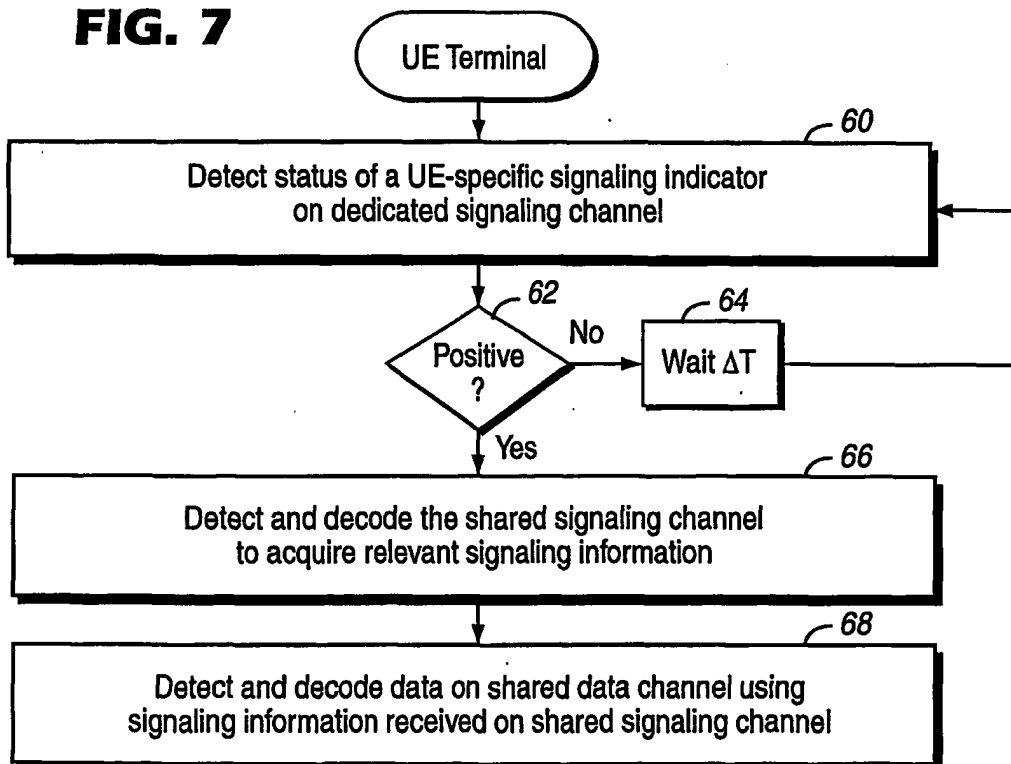 FIG. 7
UE Terminal
60
Detect status of a UE-specific signaling indicator
on dedicated signaling channel
62
Positive
?
No
64
Wait ΔT
Yes
66
Detect and decode the shared signaling channel
to acquire relevant signaling information
68
Detect and decode data on shared data channel using
signaling information received on shared signaling channel